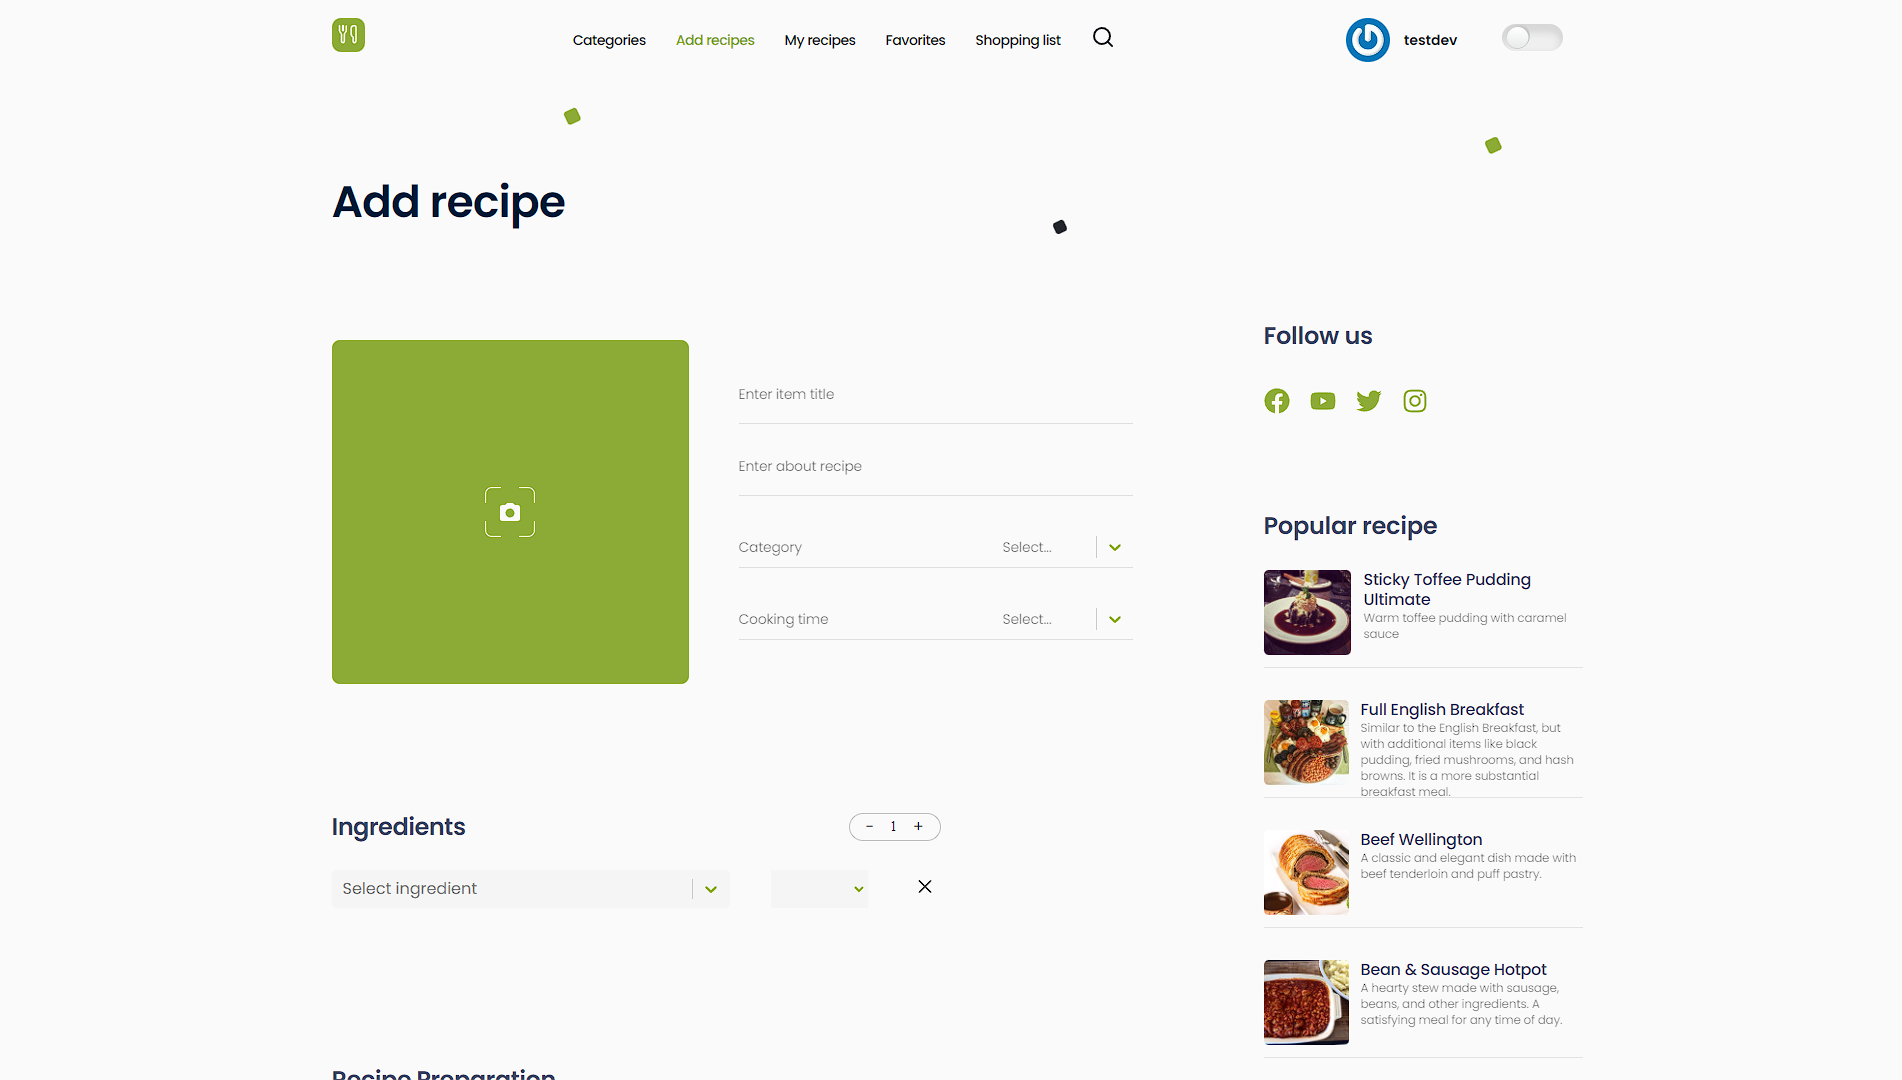 Categories
Add recipes
My recipes
Favorites
Shopping list
testdev
Add recipe
Enter item title
Enter about recipe
Category
Select...
Cooking time
Select...
Follow us
Popular recipe
Sticky Toffee Pudding
Ultimate
Warm toffee pudding with caramel
sauce
Full English Breakfast
Similar to the English Breakfast, but
with additional items like black
pudding, fried mushrooms, and hash
browns. It is a more substantial
breakfast meal.
Beef Wellington
A classic and elegant dish made with
beef tenderloin and puff pastry.
Bean & Sausage Hotpot
A hearty stew made with sausage,
beans, and other ingredients. A
satisfying meal for any time of day.
Ingredients
- 1 +
Select ingredient
Recipe Preparation